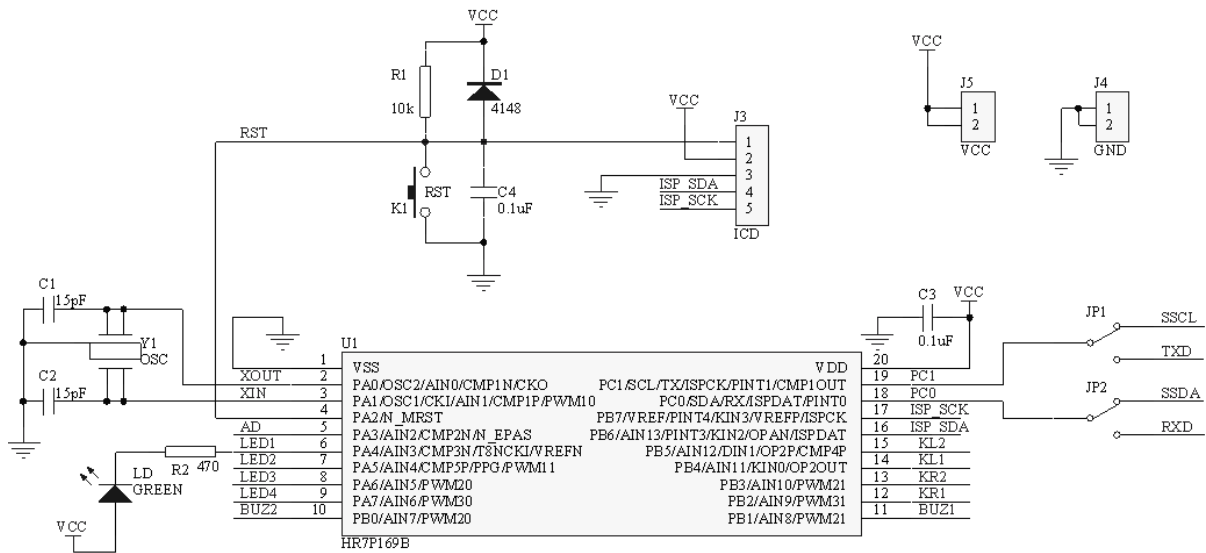 VCC
R1
10k
D1
4148
RST
RST
K1
C4
0.1uF
VCC
J3
1
2
3
4
5
ISP_SDA
ISP_SCK
ICD
VCC
J5
1
2
VCC
J4
1
2
GND
C1
15pF
Y1
OSC
C2
15pF
XOUT
XIN
AD
LED1
LED2
LED3
LED4
BUZ2
R2 470
LD
GREEN
VCC
U1
1 VSS
2 PA0/OSC2/AIN0/CMP1N/CKO
3 PA1/OSC1/CKI/AIN1/CMP1P/PWM10
4 PA2/N_MRST
5 PA3/AIN2/CMP2N/N_EPAS
6 PA4/AIN3/CMP3N/T8NCKI/VREFN
7 PA5/AIN4/CMP5P/PPG/PWM11
8 PA6/AIN5/PWM20
9 PA7/AIN6/PWM30
10 PB0/AIN7/PWM20
VDD 20
PC1/SCL/TX/ISPCK/PINT1/CMP1OUT 19 PC1
PC0/SDA/RX/ISPDAT/PINT0 18 PC0
PB7/VREF/PINT4/KIN3/VREFP/ISPCK 17 ISP_SCK
PB6/AIN13/PINT3/KIN2/OPAN/ISPDAT 16 ISP_SDA
PB5/AIN12/DIN1/OP2P/CMP4P 15 KL2
PB4/AIN11/KIN0/OP2OUT 14 KL1
PB3/AIN10/PWM21 13 KR2
PB2/AIN9/PWM31 12 KR1
PB1/AIN8/PWM21 11 BUZ1
HR7P169B
C3
0.1uF
VCC
JP1
SSCL
TXD
JP2
SSDA
RXD